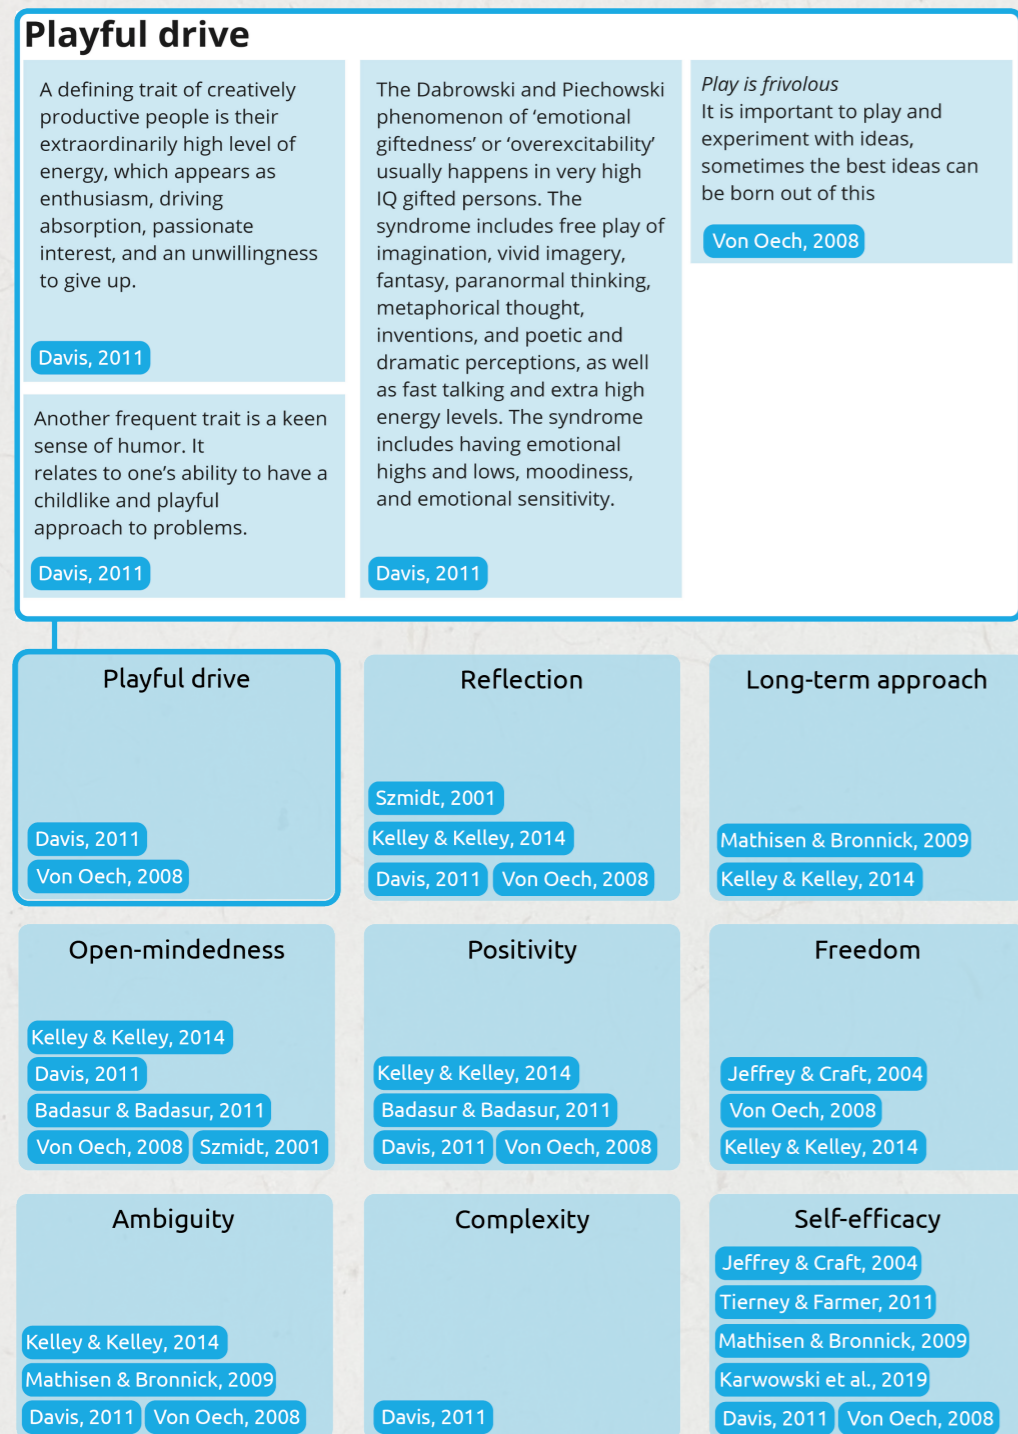 Playful drive
A defining trait of creatively
productive people is their
extraordinarily high level of
energy, which appears as
enthusiasm, driving
absorption, passionate
interest, and an unwillingness
to give up.
Davis, 2011
Another frequent trait is a keen
sense of humor. It
relates to one's ability to have a
childlike and playful
approach to problems.
Davis, 2011
The Dabrowski and Piechowski
phenomenon of ‘emotional
giftedness’ or ‘overexcitability’
usually happens in very high
IQ gifted persons. The
syndrome includes free play of
imagination, vivid imagery,
fantasy, paranormal thinking,
metaphorical thought,
inventions, and poetic and
dramatic perceptions, as well
as fast talking and extra high
energy levels. The syndrome
includes having emotional
highs and lows, moodiness,
and emotional sensitivity.
Davis, 2011
Play is frivolous
It is important to play and
experiment with ideas,
sometimes the best ideas can
be born out of this
Von Oech, 2008
Playful drive
Davis, 2011
Von Oech, 2008
Reflection
Szmidt, 2001
Kelley & Kelley, 2014
Davis, 2011 Von Oech, 2008
Long-term approach
Mathisen & Bronnick, 2009
Kelley & Kelley, 2014
Open-mindedness
Kelley & Kelley, 2014
Davis, 2011
Badasur & Badasur, 2011
Von Oech, 2008 Szmidt, 2001
Positivity
Kelley & Kelley, 2014
Badasur & Badasur, 2011
Davis, 2011 Von Oech, 2008
Freedom
Jeffrey & Craft, 2004
Von Oech, 2008
Kelley & Kelley, 2014
Ambiguity
Kelley & Kelley, 2014
Mathisen & Bronnick, 2009
Davis, 2011 Von Oech, 2008
Complexity
Davis, 2011
Self-efficacy
Jeffrey & Craft, 2004
Tierney & Farmer, 2011
Mathisen & Bronnick, 2009
Karwowski et al., 2019
Davis, 2011 Von Oech, 2008